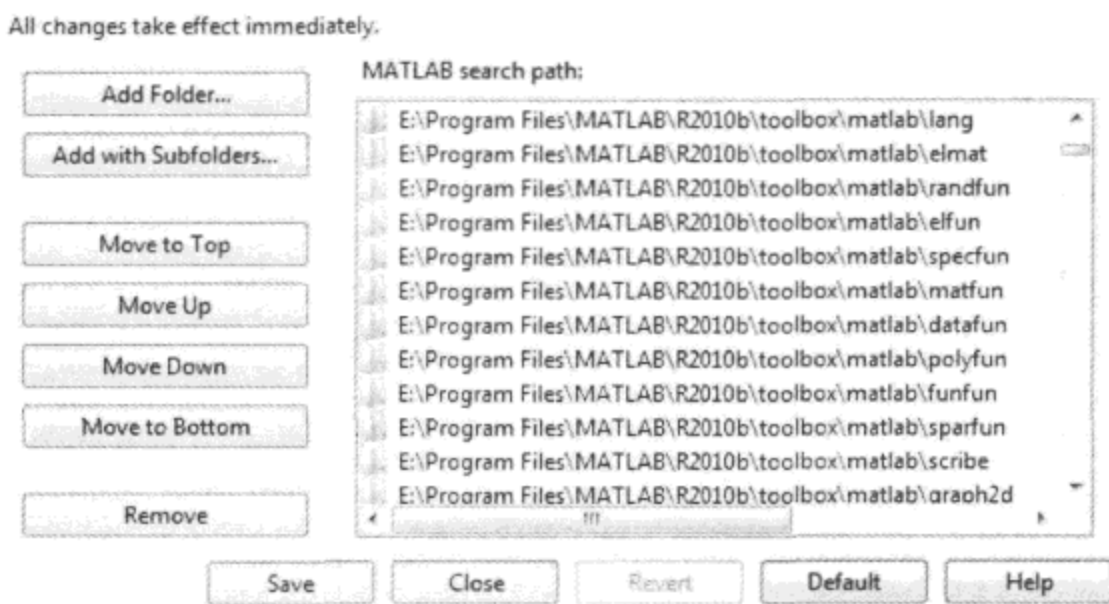 All changes take effect immediately.
Add Folder...
Add with Subfolders...
Move to Top
Move Up
Move Down
Move to Bottom
Remove
MATLAB search path:
E:\Program Files\MATLAB\R2010b\toolbox\matlab\lang
E:\Program Files\MATLAB\R2010b\toolbox\matlab\elmat
E:\Program Files\MATLAB\R2010b\toolbox\matlab\randfun
E:\Program Files\MATLAB\R2010b\toolbox\matlab\elfun
E:\Program Files\MATLAB\R2010b\toolbox\matlab\specfun
E:\Program Files\MATLAB\R2010b\toolbox\matlab\matfun
E:\Program Files\MATLAB\R2010b\toolbox\matlab\datafun
E:\Program Files\MATLAB\R2010b\toolbox\matlab\polyfun
E:\Program Files\MATLAB\R2010b\toolbox\matlab\funfun
E:\Program Files\MATLAB\R2010b\toolbox\matlab\sparfun
E:\Program Files\MATLAB\R2010b\toolbox\matlab\scribe
E:\Program Files\MATLAB\R2010b\toolbox\matlab\graph2d
Save
Close
Revert
Default
Help